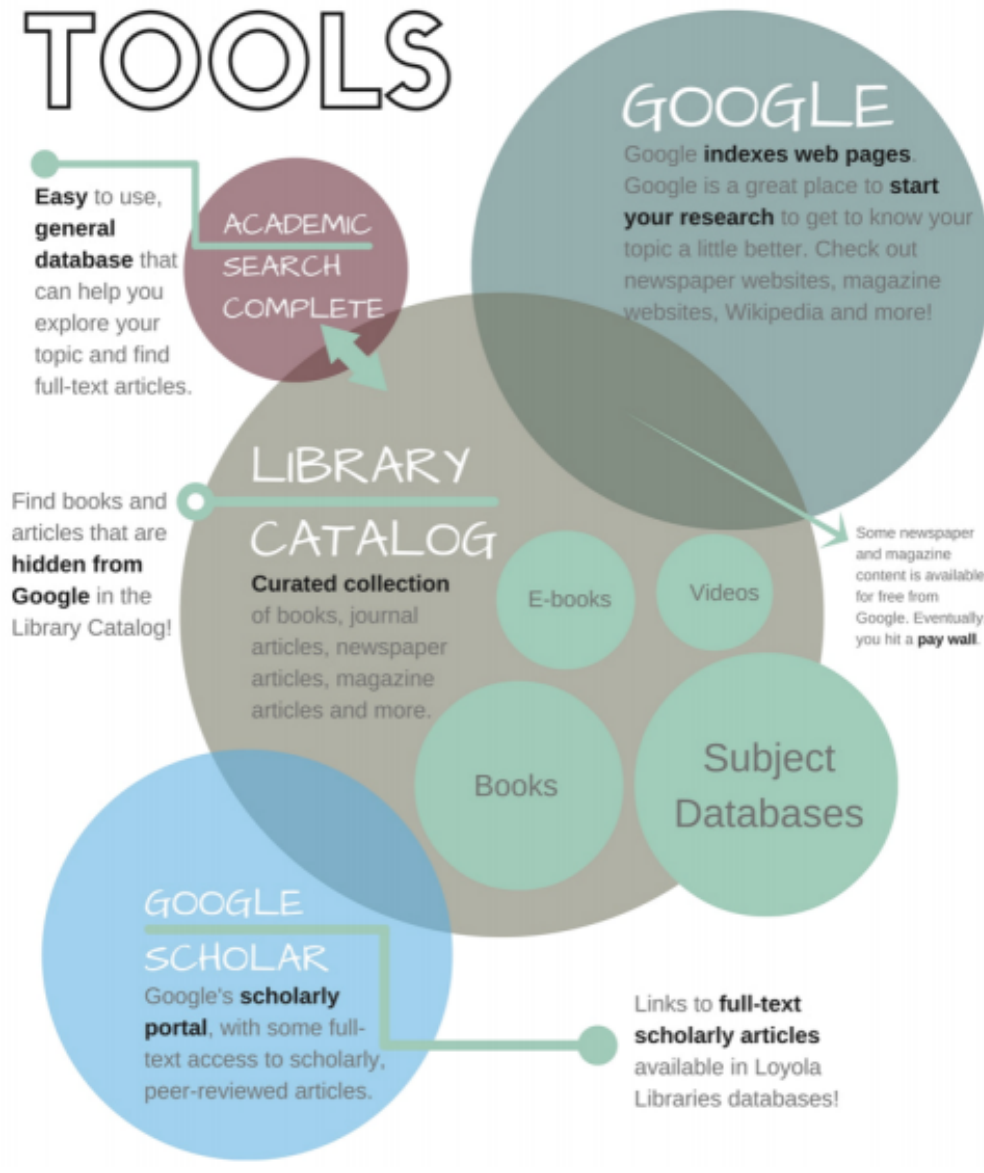 TOOLS
GOOGLE
Google indexes web pages.
Google is a great place to start
your research to get to know your
topic a little better. Check out
newspaper websites, magazine
websites, Wikipedia and more!
Easy to use,
general
database that
can help you
explore your
topic and find
full-text articles.
ACADEMIC
SEARCH
COMPLETE
LIBRARY
CATALOG
Curated collection
of books, journal
articles, newspaper
articles, magazine
articles and more.
Find books and
articles that are
hidden from
Google in the
Library Catalog!
E-books
Videos
Some newspaper
and magazine
content is available
for free from
Google. Eventually
you hit a pay wall.
Books
Subject
Databases
GOOGLE
SCHOLAR
Google's scholarly
portal, with some full-
text access to scholarly,
peer-reviewed articles.
Links to full-text
scholarly articles
available in Loyola
Libraries databases!